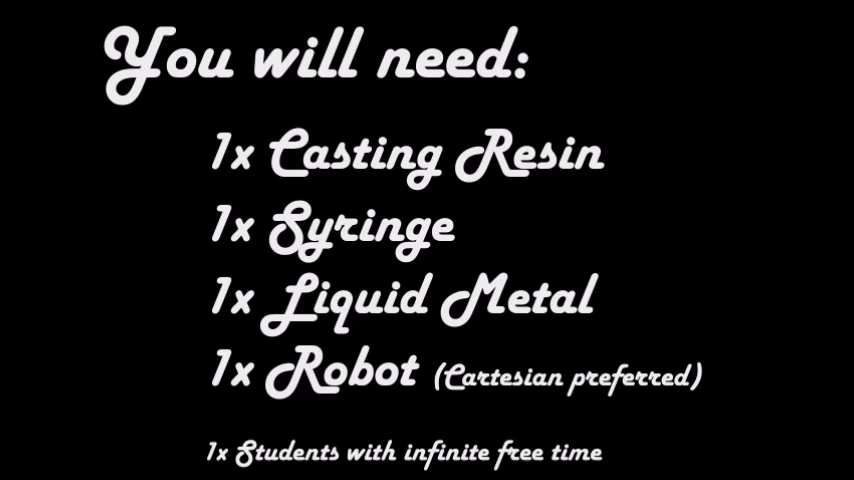 You will need:
1x Casting Resin
1x Syringe
1x Liquid Metal
1x Robot (Cartesian preferred)
1x Students with infinite free time